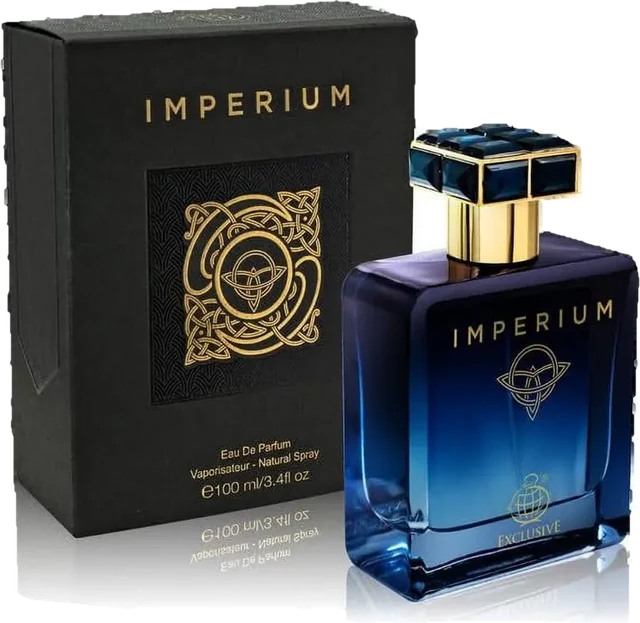 IMPERIUM
Eau De Parfum
Vaporisateur - Natural Spray
℮100 ml/3.4fl oz
IMPERIUM
®
EXCLUSIVE